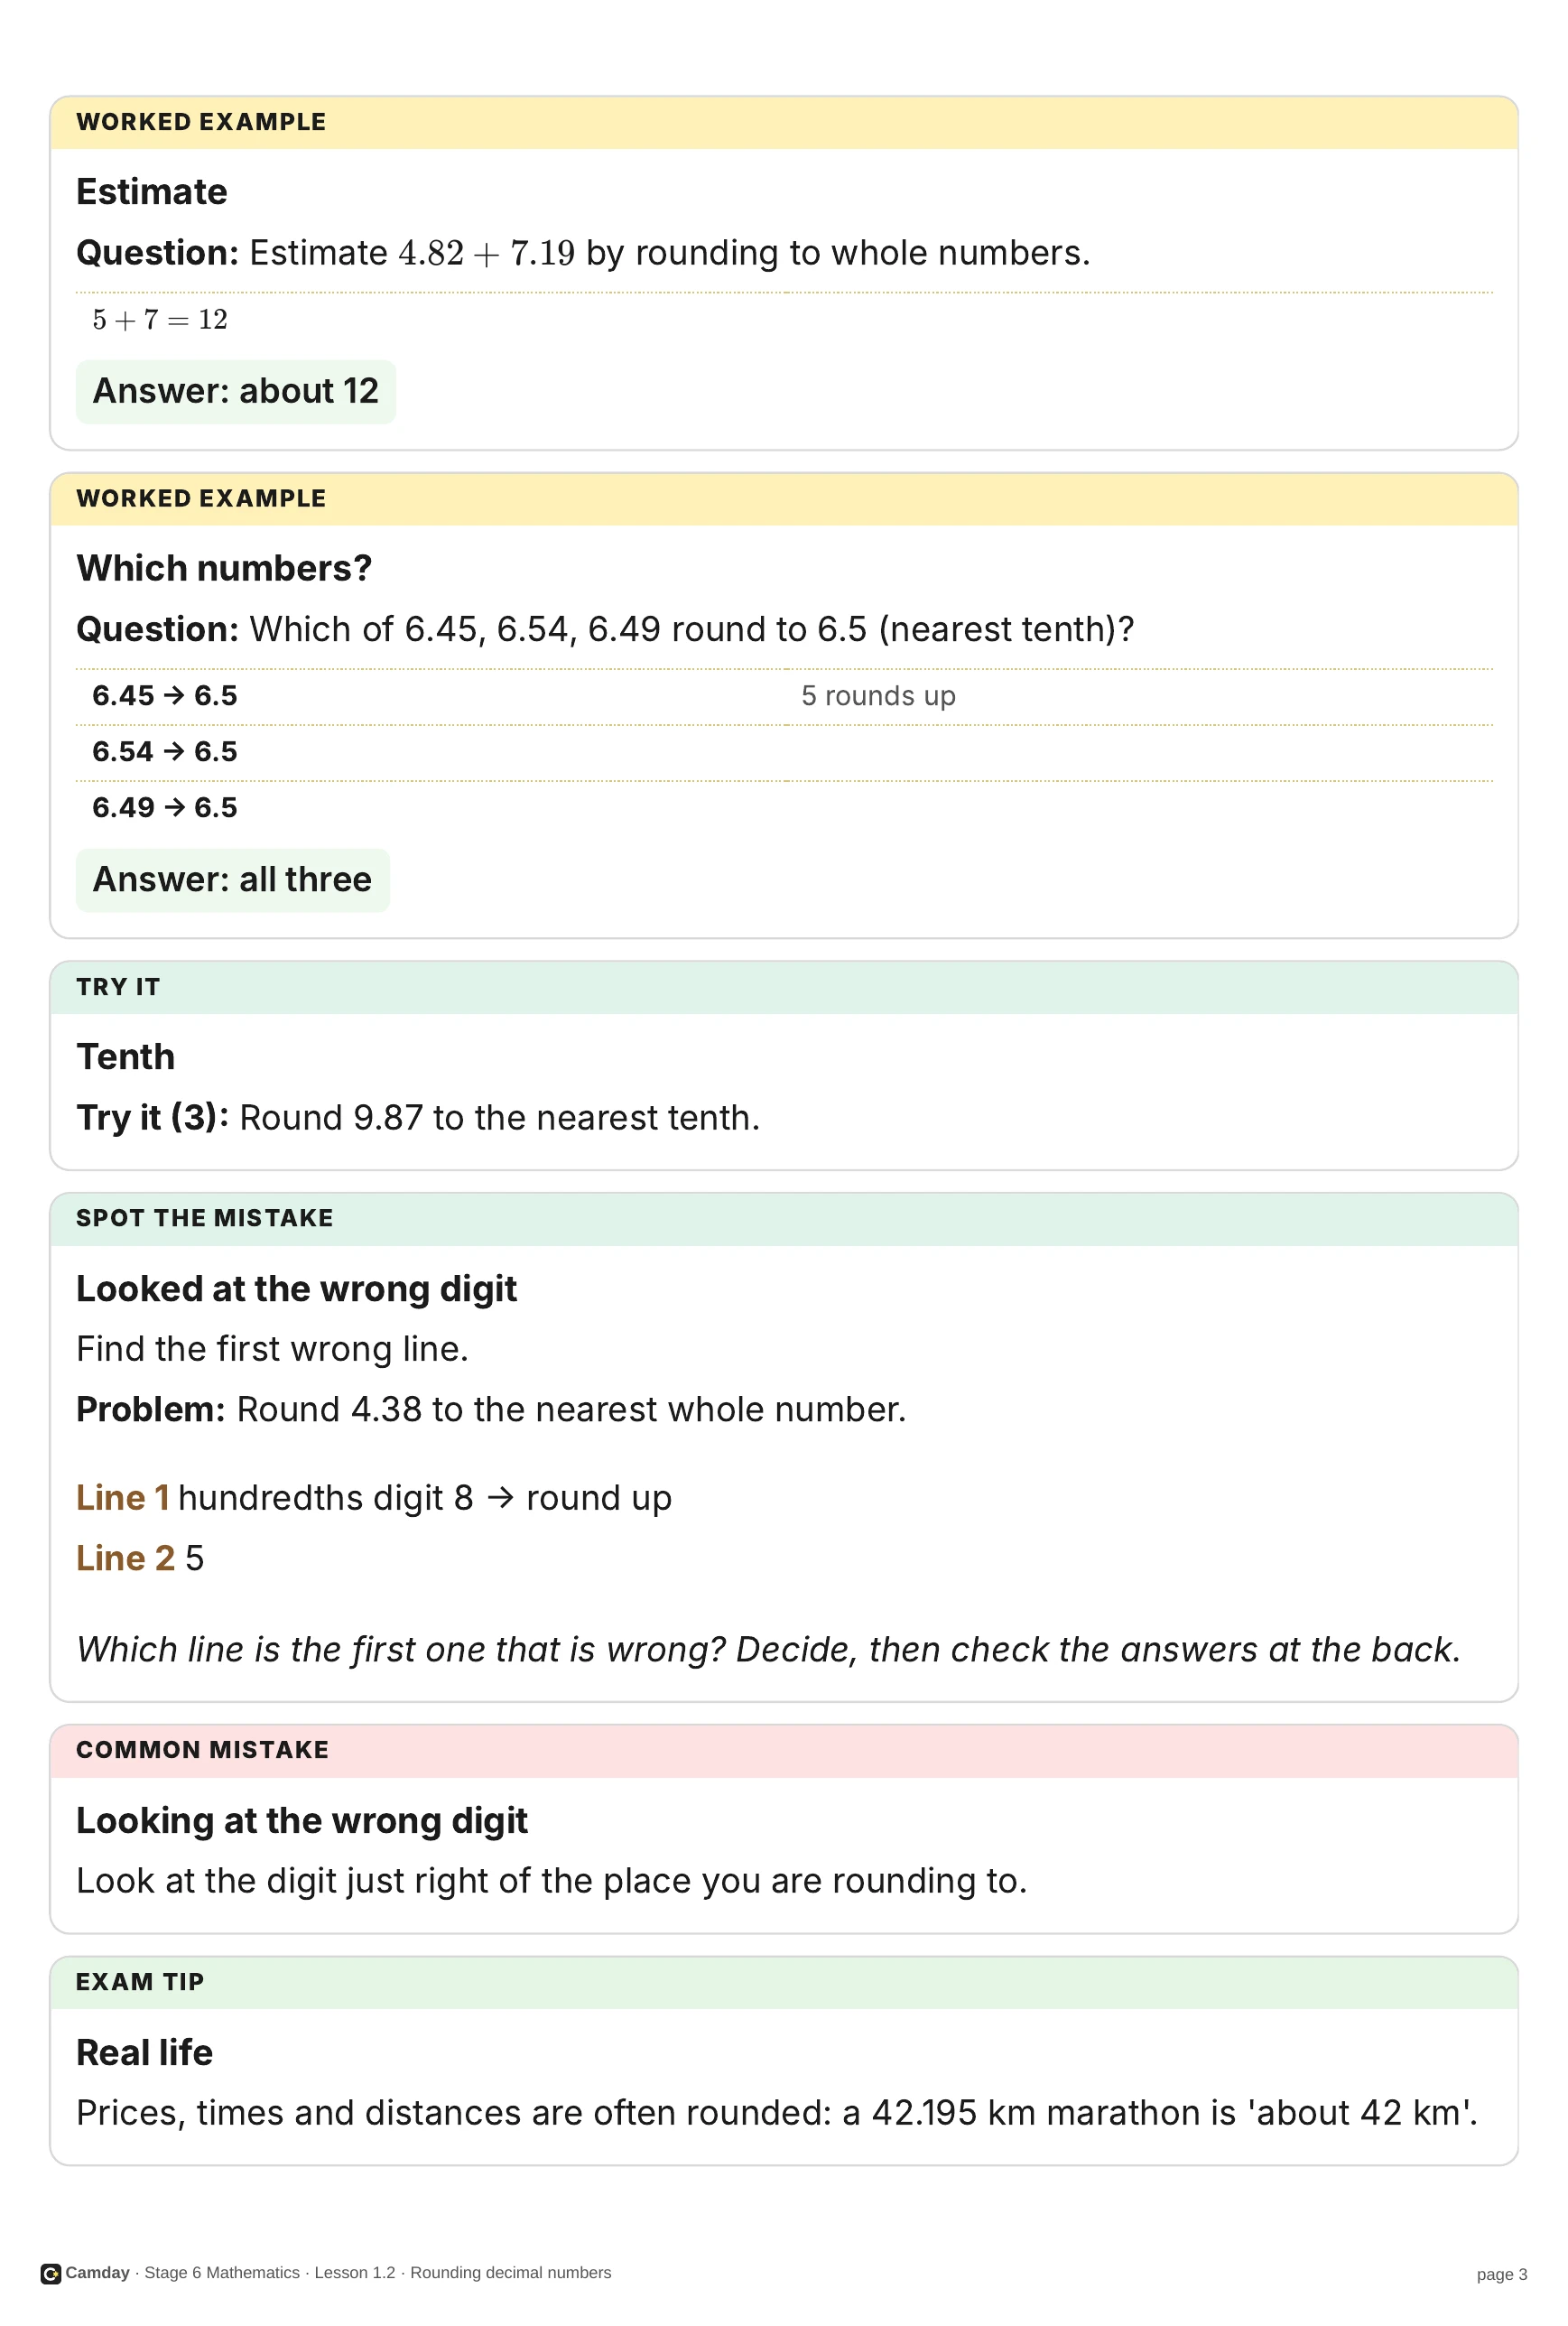 WORKED EXAMPLE
Estimate
Question: Estimate 4.82 + 7.19 by rounding to whole numbers.
5 + 7 = 12
Answer: about 12
WORKED EXAMPLE
Which numbers?
Question: Which of 6.45, 6.54, 6.49 round to 6.5 (nearest tenth)?
6.45 → 6.5 5 rounds up
6.54 → 6.5
6.49 → 6.5
Answer: all three
TRY IT
Tenth
Try it (3): Round 9.87 to the nearest tenth.
SPOT THE MISTAKE
Looked at the wrong digit
Find the first wrong line.
Problem: Round 4.38 to the nearest whole number.
Line 1 hundredths digit 8 → round up
Line 2 5
Which line is the first one that is wrong? Decide, then check the answers at the back.
COMMON MISTAKE
Looking at the wrong digit
Look at the digit just right of the place you are rounding to.
EXAM TIP
Real life
Prices, times and distances are often rounded: a 42.195 km marathon is 'about 42 km'.
Camday · Stage 6 Mathematics · Lesson 1.2 · Rounding decimal numbers page 3